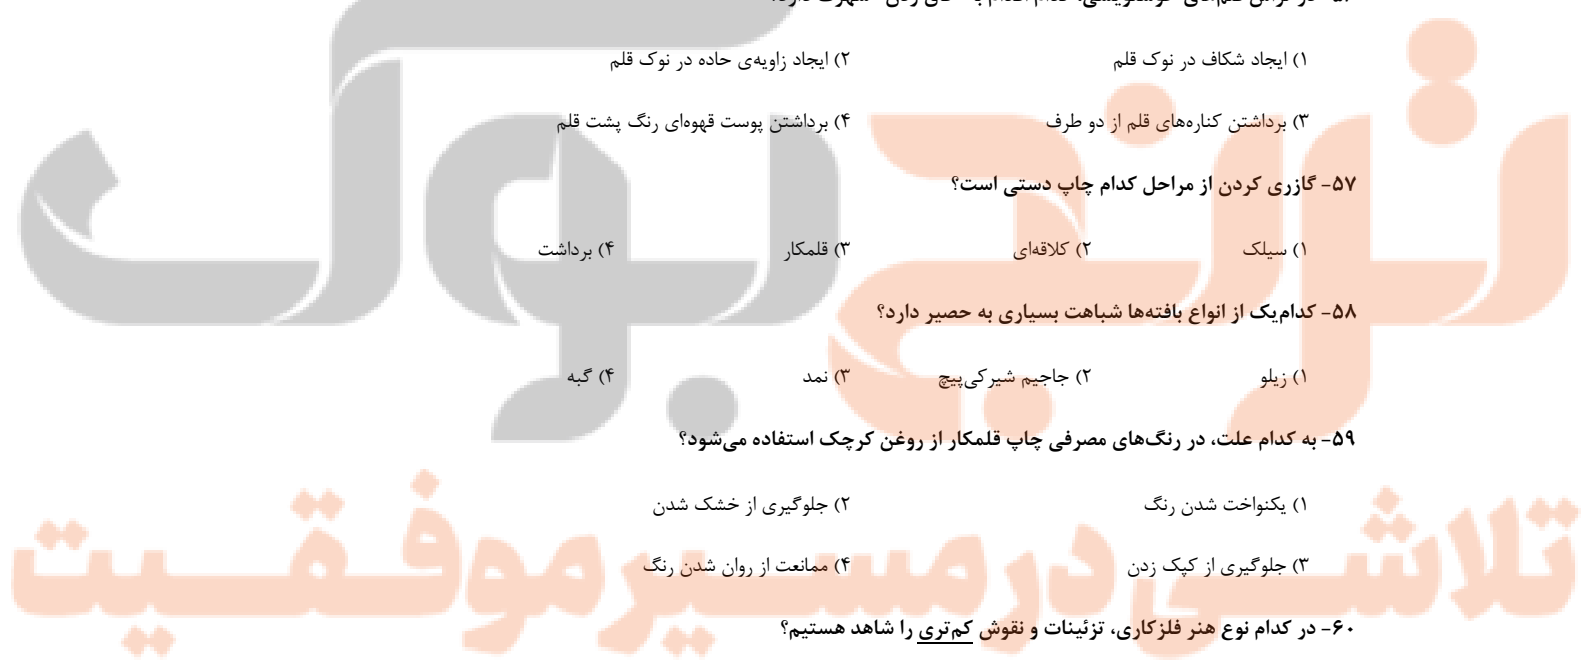 ۱) ایجاد شکاف در نوک قلم ۲) ایجاد زاویه‌ی حاده در نوک قلم
۳) برداشتن کناره‌های قلم از دو طرف ۴) برداشتن پوست قهوه‌ای رنگ پشت قلم
۵۷- گازری کردن از مراحل کدام چاپ دستی است؟
۱) سیلک ۲) کلاقه‌ای ۳) قلمکار ۴) برداشت
۵۸- کدام‌یک از انواع بافته‌ها شباهت بسیاری به حصیر دارد؟
۱) زیلو ۲) جاجیم شیرکی‌پیچ ۳) نمد ۴) گبه
۵۹- به کدام علت، در رنگ‌های مصرفی چاپ قلمکار از روغن کرچک استفاده می‌شود؟
۱) یکنواخت شدن رنگ ۲) جلوگیری از خشک شدن
۳) جلوگیری از کپک زدن ۴) ممانعت از روان شدن رنگ
۶۰- در کدام نوع هنر فلزکاری، تزئینات و نقوش کم‌تری را شاهد هستیم؟
ترنج بوک
تلاشی در مسیر موفقیت